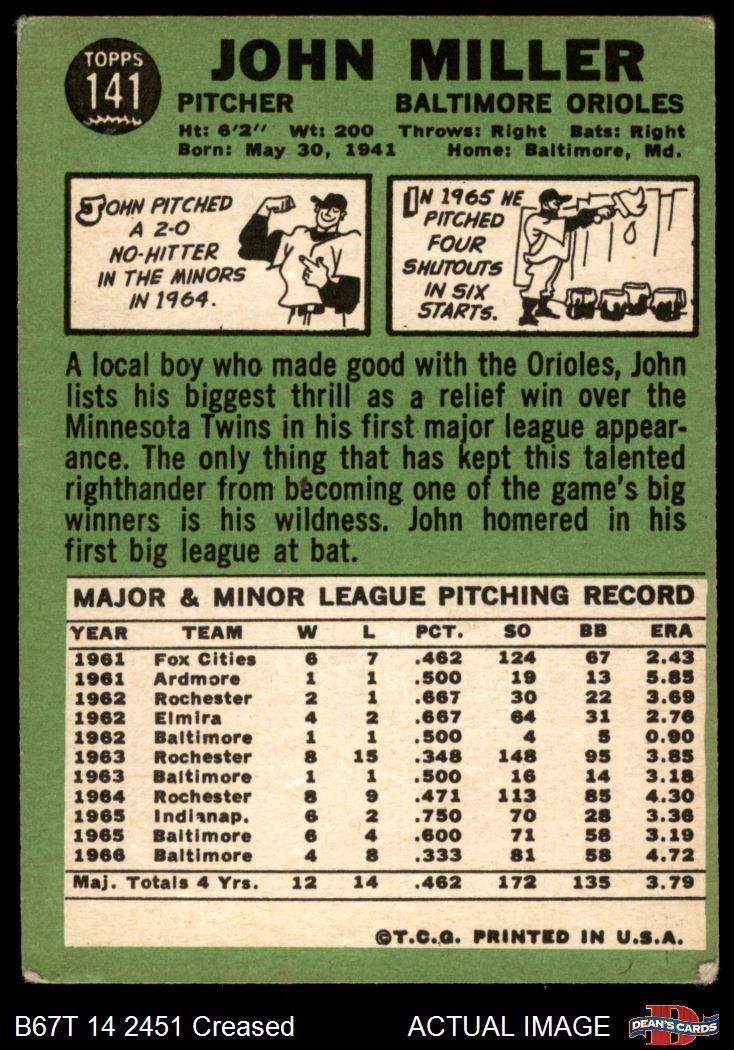 TOPPS
141
JOHN MILLER
PITCHER BALTIMORE ORIOLES
Ht: 6'2" Wt: 200 Throws: Right Bats: Right
Born: May 30, 1941 Home: Baltimore, Md.
JOHN PITCHED
A 2-0
NO-HITTER
IN THE MINORS
IN 1964.
IN 1965 HE
PITCHED
FOUR
SHUTOUTS
IN SIX
STARTS.
A local boy who made good with the Orioles, John
lists his biggest thrill as a relief win over the
Minnesota Twins in his first major league appear-
ance. The only thing that has kept this talented
righthander from becoming one of the game's big
winners is his wildness. John homered in his
first big league at bat.
MAJOR & MINOR LEAGUE PITCHING RECORD
YEAR TEAM W L PCT. SO BB ERA
1961 Fox Cities 6 7 .462 124 67 2.43
1961 Ardmore 1 1 .500 19 13 5.85
1962 Rochester 2 1 .667 30 22 3.69
1962 Elmira 4 2 .667 64 31 2.76
1962 Baltimore 1 1 .500 4 5 0.90
1963 Rochester 8 15 .348 148 95 3.85
1963 Baltimore 1 1 .500 16 14 3.18
1964 Rochester 8 9 .471 113 85 4.30
1965 Indianap. 6 2 .750 70 28 3.36
1965 Baltimore 6 4 .600 71 58 3.19
1966 Baltimore 4 8 .333 81 58 4.72
Maj. Totals 4 Yrs. 12 14 .462 172 135 3.79
©T.C.G. PRINTED IN U.S.A.
B67T 14 2451 Creased ACTUAL IMAGE
DEAN'S CARDS